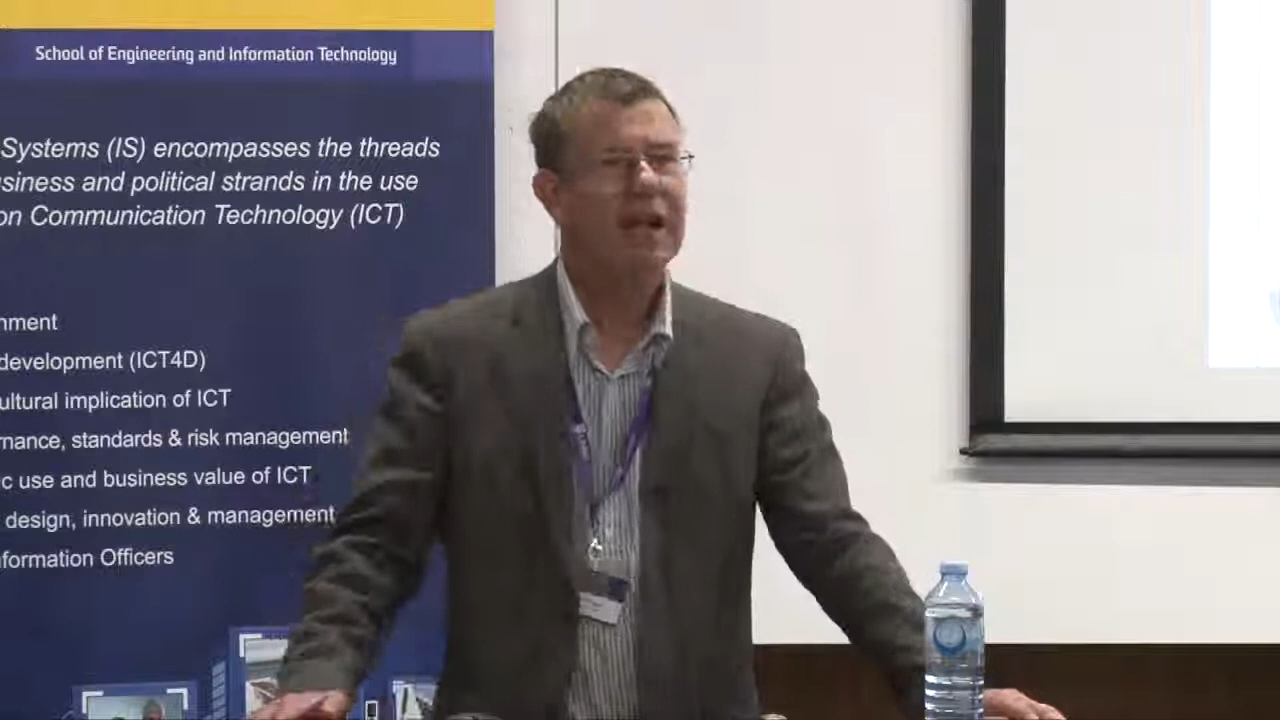 School of Engineering and Information Technology
Systems (IS) encompasses the threads
siness and political strands in the use
on Communication Technology (ICT)
nment
development (ICT4D)
ultural implication of ICT
rnance, standards & risk management
c use and business value of ICT
design, innovation & management
formation Officers